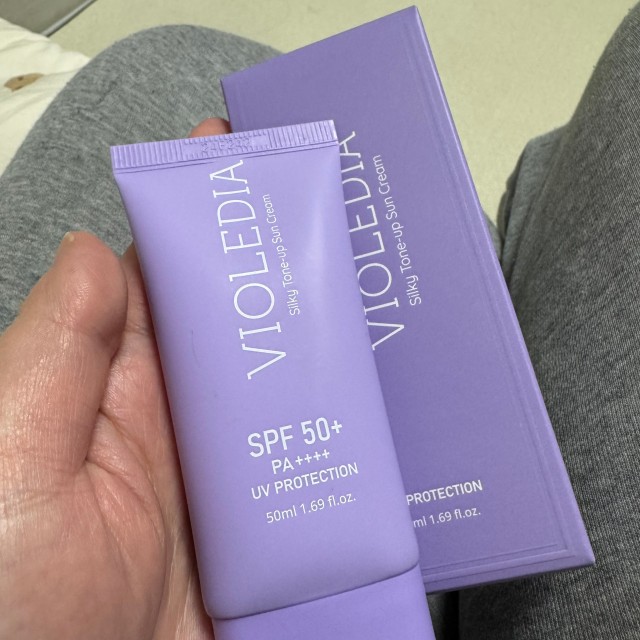 VIOLEDIA
Silky Tone-up Sun Cream
SPF 50+
PA++++
UV PROTECTION
50ml 1.69 fl.oz.
VIOLEDIA
Silky Tone-up Sun Cream
PROTECTION
ml 1.69 fl.oz.